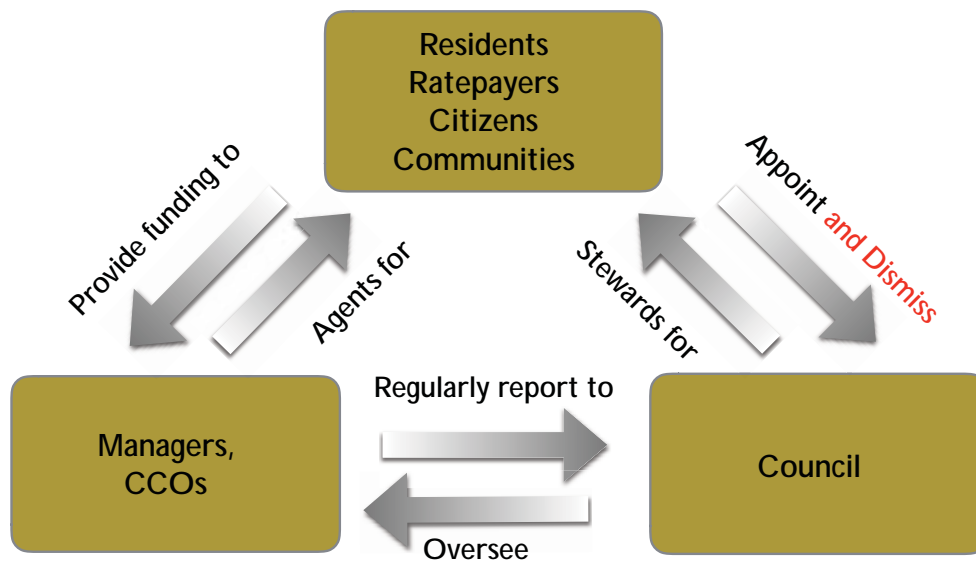 Residents
Ratepayers
Citizens
Communities
Provide funding to
Agents for
Stewards for
Appoint and Dismiss
Regularly report to
Managers,
CCOs
Council
Oversee